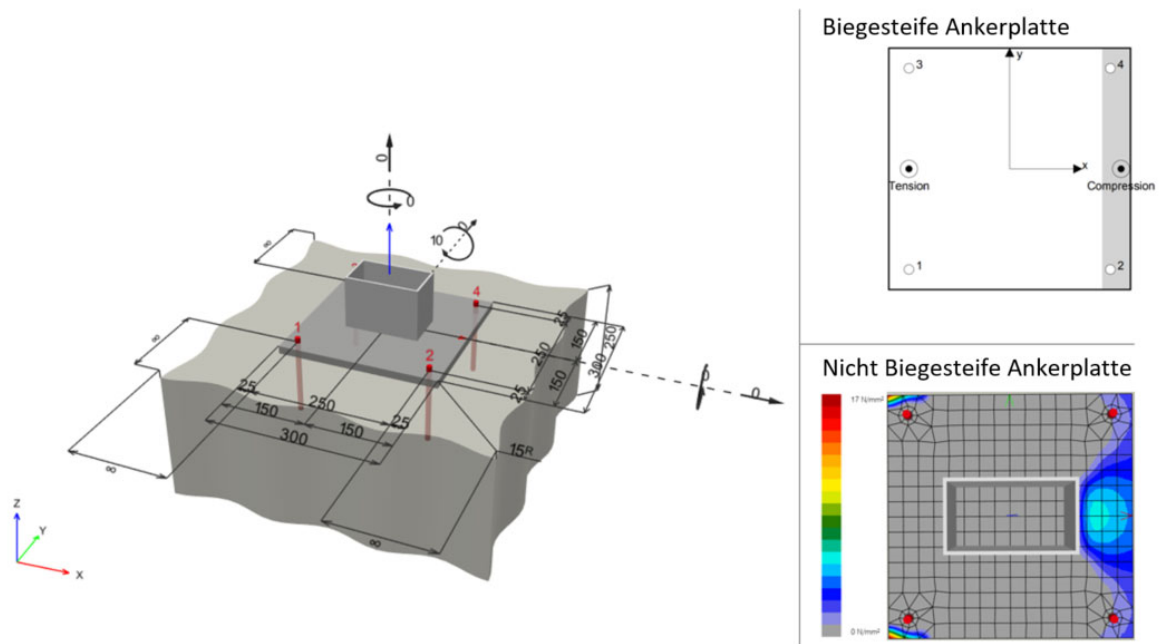 Biegesteife Ankerplatte
y
3
4
x
Tension
Compression
1
2
Nicht Biegesteife Ankerplatte
17 N/mm²
0 N/mm²
0
0
10
0
∞
∞
1
4
2
25
150
250
250
150
300
25
25
250
150
150
25
300
15R
0
0
∞
∞
Z
Y
X